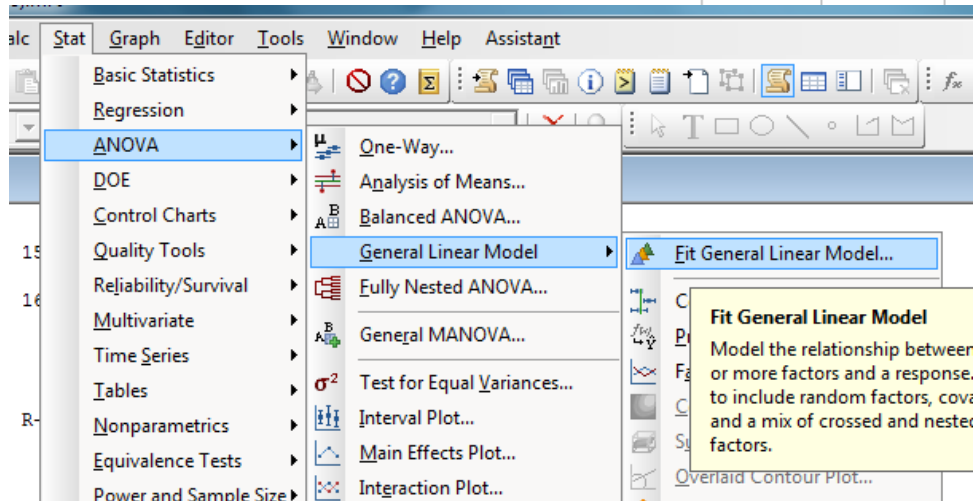 alc Stat Graph Editor Tools Window Help Assistant
Basic Statistics
Regression
ANOVA
DOE
Control Charts
Quality Tools
Reliability/Survival
Multivariate
Time Series
Tables
Nonparametrics
Equivalence Tests
Power and Sample Size
One-Way...
Analysis of Means...
Balanced ANOVA...
General Linear Model
Fully Nested ANOVA...
General MANOVA...
Test for Equal Variances...
Interval Plot...
Main Effects Plot...
Interaction Plot...
Fit General Linear Model...
Overlaid Contour Plot...
Fit General Linear Model
Model the relationship between
or more factors and a response.
to include random factors, cova
and a mix of crossed and nested
factors.
15
16
R-